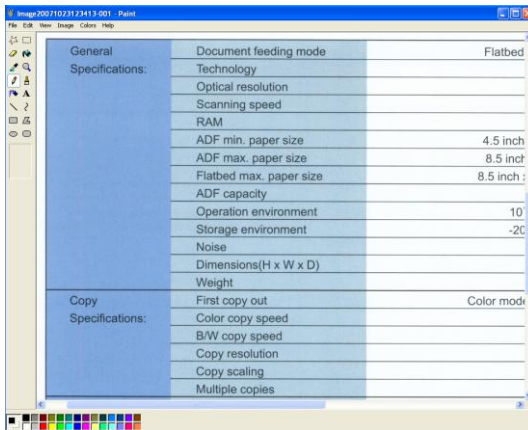 Image20071023123413-001 - Paint
File Edit View Image Colors Help
General Document feeding mode Flatbed
Specifications: Technology
Optical resolution
Scanning speed
RAM
ADF min. paper size 4.5 inch
ADF max. paper size 8.5 inch
Flatbed max. paper size 8.5 inch
ADF capacity
Operation environment 10
Storage environment -20
Noise
Dimensions(H x W x D)
Weight
Copy First copy out Color mode
Specifications: Color copy speed
B/W copy speed
Copy resolution
Copy scaling
Multiple copies